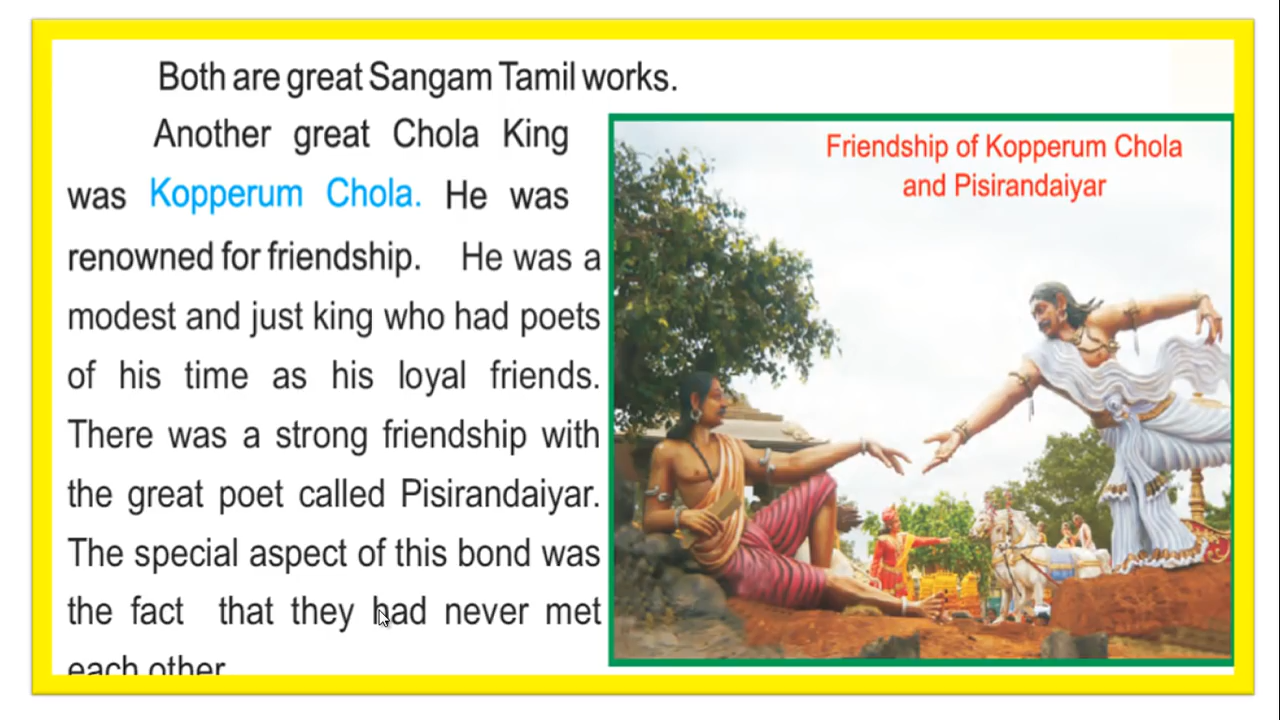 Both are great Sangam Tamil works.
Another great Chola King
was Kopperum Chola. He was
renowned for friendship. He was a
modest and just king who had poets
of his time as his loyal friends.
There was a strong friendship with
the great poet called Pisirandaiyar.
The special aspect of this bond was
the fact that they had never met
each other
Friendship of Kopperum Chola
and Pisirandaiyar